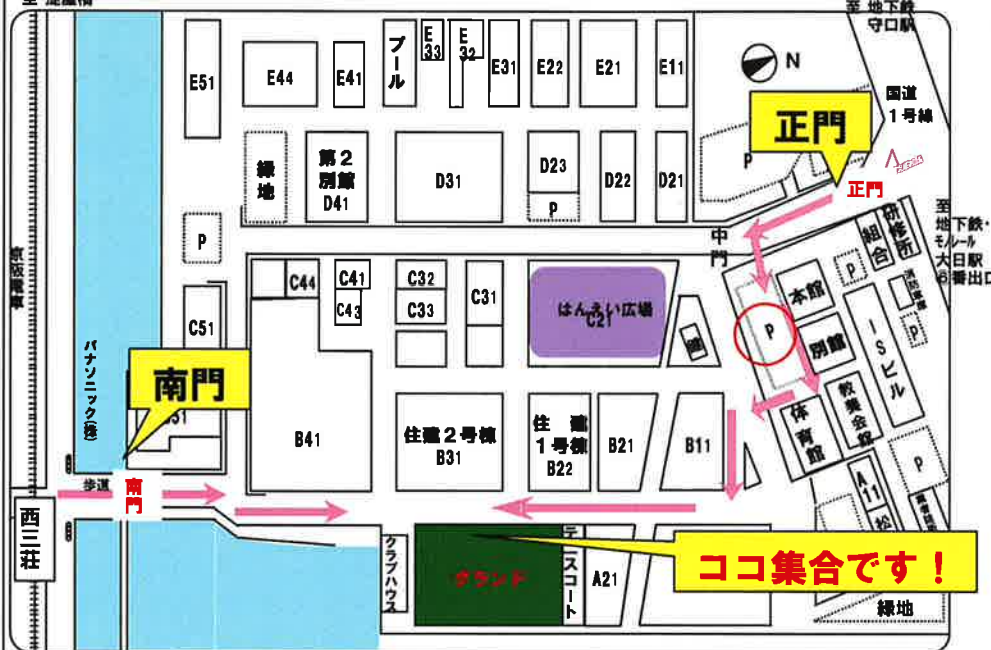 至 淀屋橋
至 地下鉄
守口駅
E51
E44
E41
プール
E
33
E
32
E31
E22
E21
E11
N
国道
1号線
正門
正門
P
緑地
第2
別館
D41
D31
D23
P
D22
D21
至
地下鉄・
モノレール
大日駅
⑥番出口
中門
研修所
組合
P
P
京阪電車
C44
C41
C43
C32
C33
C31
はんえい広場
C21
本館
P
別館
ISビル
P
C51
パナソニック(株)
南門
B41
住建2号棟
B31
住建
1号棟
B22
B21
B11
体育館
教養会館
P
歩道
南門
A11
西三荘
クラブハウス
グランド
テニスコート
A21
ココ集合です!
緑地